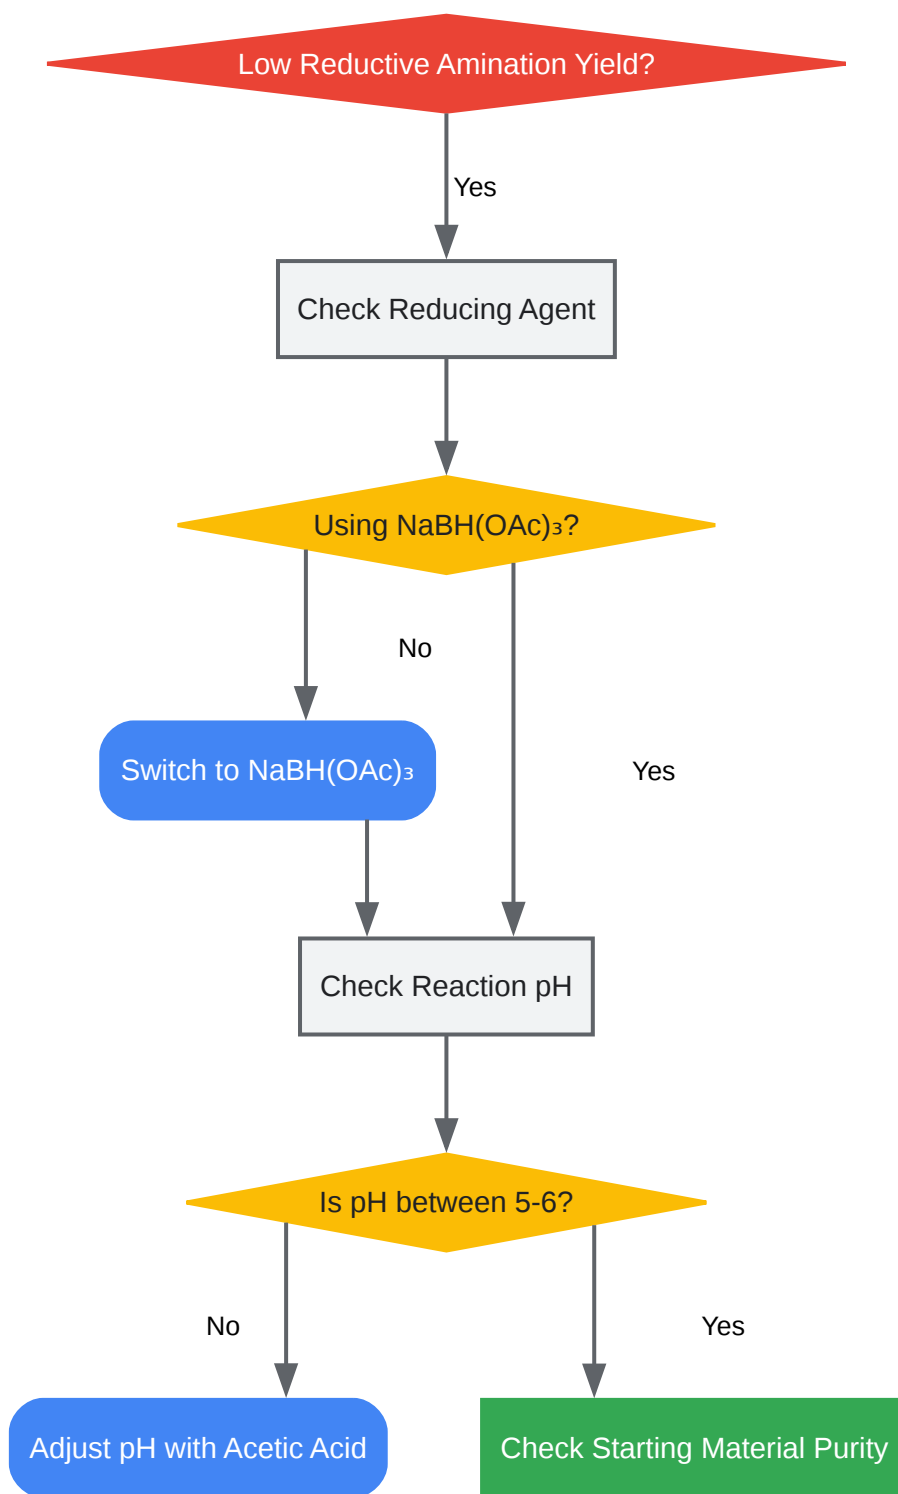 Low Reductive Amination Yield?
Yes
Check Reducing Agent
Using NaBH(OAc)₃?
No
Switch to NaBH(OAc)₃
Yes
Check Reaction pH
Is pH between 5-6?
No
Yes
Adjust pH with Acetic Acid
Check Starting Material Purity